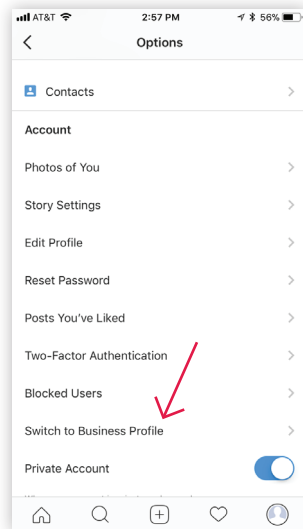 AT&T 2:57 PM 56%
Options
Contacts
Account
Photos of You
Story Settings
Edit Profile
Reset Password
Posts You've Liked
Two-Factor Authentication
Blocked Users
Switch to Business Profile
Private Account